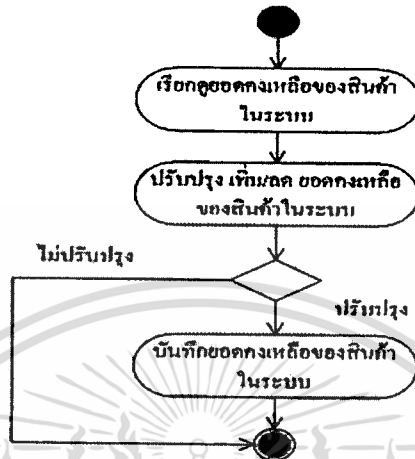 เรียกดูยอดคงเหลือของสินค้า
ในระบบ
ปรับปรุง เพิ่ม/ลด ยอดคงเหลือ
ของสินค้าในระบบ
ไม่ปรับปรุง
ปรับปรุง
บันทึกยอดคงเหลือของสินค้า
ในระบบ